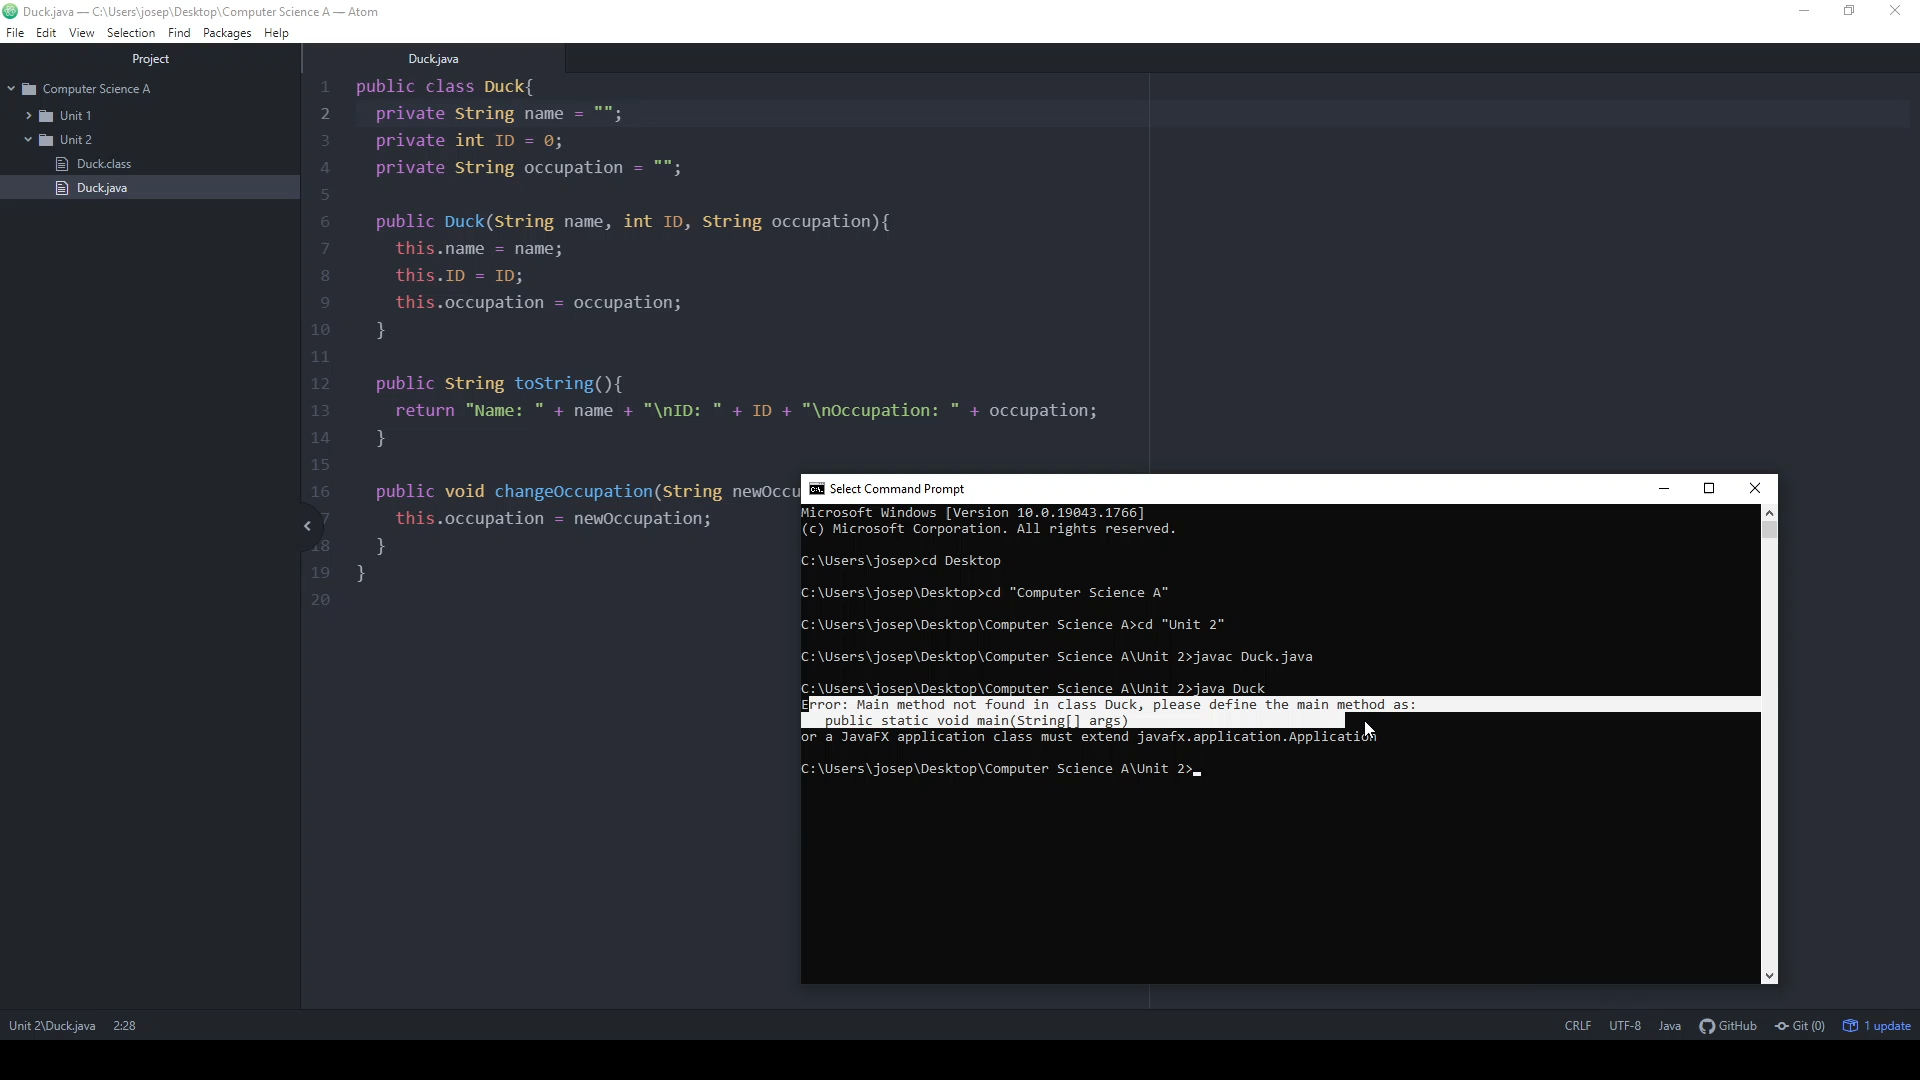 Duck.java — C:\Users\josep\Desktop\Computer Science A — Atom
File Edit View Selection Find Packages Help
Project
Duck.java
Computer Science A
Unit 1
Unit 2
Duck.class
Duck.java
1 public class Duck{
2 private String name = "";
3 private int ID = 0;
4 private String occupation = "";
5
6 public Duck(String name, int ID, String occupation){
7 this.name = name;
8 this.ID = ID;
9 this.occupation = occupation;
10 }
11
12 public String toString(){
13 return "Name: " + name + "\nID: " + ID + "\nOccupation: " + occupation;
14 }
15
16 public void changeOccupation(String newOccu
7 this.occupation = newOccupation;
18 }
19 }
20
Select Command Prompt
Microsoft Windows [Version 10.0.19043.1766]
(c) Microsoft Corporation. All rights reserved.
C:\Users\josep>cd Desktop
C:\Users\josep\Desktop>cd "Computer Science A"
C:\Users\josep\Desktop\Computer Science A>cd "Unit 2"
C:\Users\josep\Desktop\Computer Science A\Unit 2>javac Duck.java
C:\Users\josep\Desktop\Computer Science A\Unit 2>java Duck
Error: Main method not found in class Duck, please define the main method as:
public static void main(String[] args)
or a JavaFX application class must extend javafx.application.Application
C:\Users\josep\Desktop\Computer Science A\Unit 2>_
Unit 2\Duck.java 2:28
CRLF UTF-8 Java GitHub Git (0) 1 update